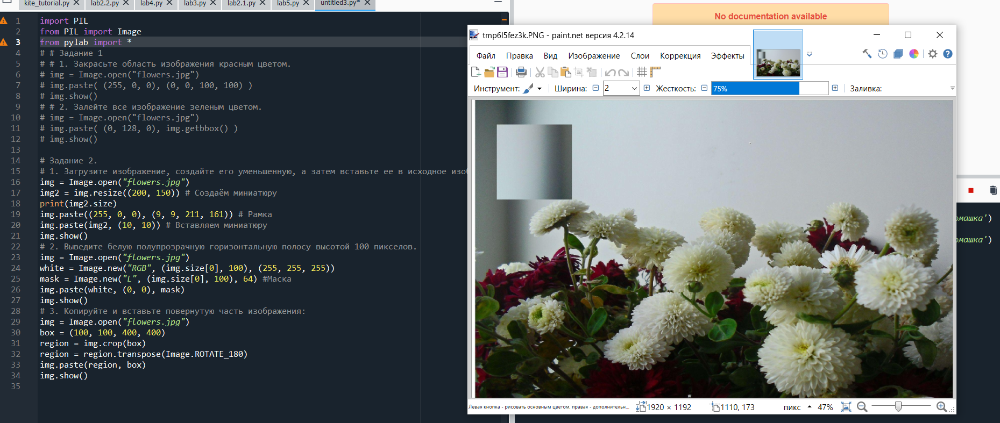 kite_tutorial.py
lab2.2.py
lab4.py
lab3.py
lab2.1.py
lab5.py
untitled3.py*
1 import PIL
2 from PIL import Image
3 from pylab import *
4 # # Задание 1
5 # # 1. Закрасьте область изображения красным цветом.
6 # img = Image.open("flowers.jpg")
7 # img.paste( (255, 0, 0), (0, 0, 100, 100) )
8 # img.show()
9 # # 2. Залейте все изображение зеленым цветом.
10 # img = Image.open("flowers.jpg")
11 # img.paste( (0, 128, 0), img.getbbox() )
12 # img.show()
13
14 # Задание 2.
15 # 1. Загрузите изображение, создайте его уменьшенную, а затем вставьте ее в исходное изоб
16 img = Image.open("flowers.jpg")
17 img2 = img.resize((200, 150)) # Создаём миниатюру
18 print(img2.size)
19 img.paste((255, 0, 0), (9, 9, 211, 161)) # Рамка
20 img.paste(img2, (10, 10)) # Вставляем миниатюру
21 img.show()
22 # 2. Выведите белую полупрозрачную горизонтальную полосу высотой 100 пикселов.
23 img = Image.open("flowers.jpg")
24 white = Image.new("RGB", (img.size[0], 100), (255, 255, 255))
25 mask = Image.new("L", (img.size[0], 100), 64) #Маска
26 img.paste(white, (0, 0), mask)
27 img.show()
28 # 3. Копируйте и вставьте повернутую часть изображения:
29 img = Image.open("flowers.jpg")
30 box = (100, 100, 400, 400)
31 region = img.crop(box)
32 region = region.transpose(Image.ROTATE_180)
33 img.paste(region, box)
34 img.show()
35
No documentation available
tmp6l5fez3k.PNG - paint.net версия 4.2.14
Файл Правка Вид Изображение Слои Коррекция Эффекты
Инструмент: Ширина: 2 Жесткость: 75% Заливка:
Левая кнопка - рисовать основным цветом, правая - дополнительн...
1920 × 1192
1110, 173
пикс
47%
омашка')
омашка')